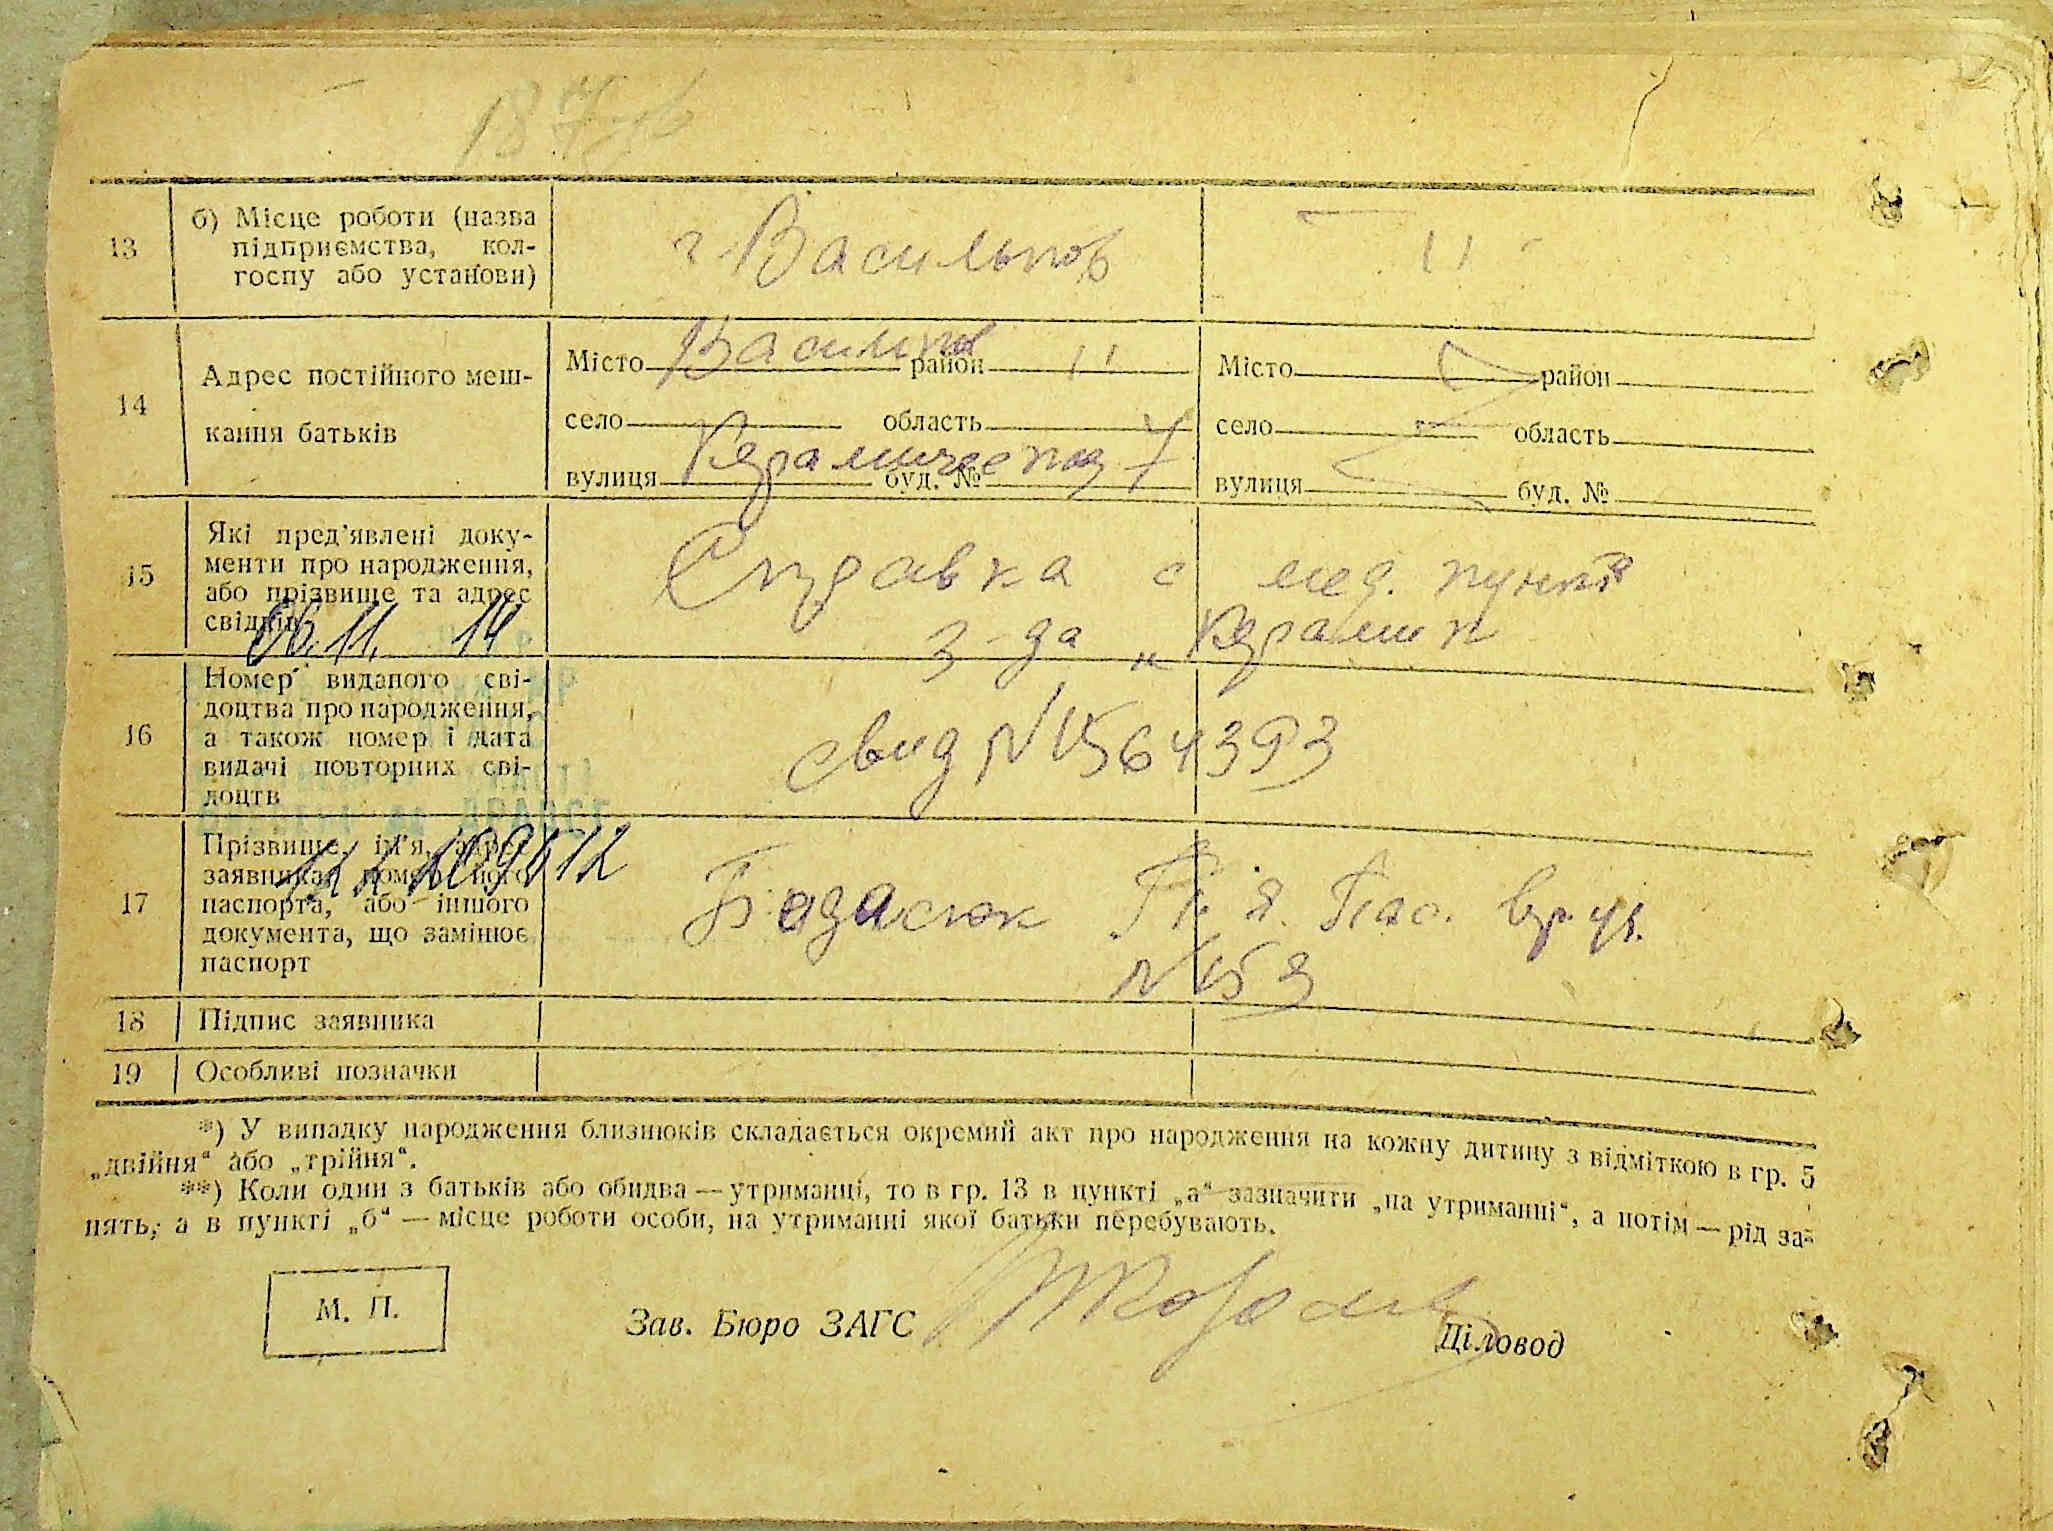 13
б) Місце роботи (назва
підприємства, кол-
госпу або установи)
г. Васильков
"
14
Адрес постійного меш-
кання батьків
Місто Васильков район "
село область
вулиця Керамическая 7 буд. №
Місто район
село область
вулиця буд. №
15
Які пред'явлені доку-
менти про народження,
або прізвище та адрес
свідків
Справка с мед. пункта
з-да „Керамик
16
Номер виданого сві-
доцтва про народження,
а також номер і дата
видачі повторних сві-
доцтв
свид № 1564393
17
Прізвище, ім'я, адрес
заявника, номер його
паспорта, або іншого
документа, що замінює
паспорт
Бодасюк П. Я. Пас.
18
Підпис заявника
19
Особливі позначки
*) У випадку народження близнюків складається окремий акт про народження на кожну дитину з відміткою в гр. 5
„двійня“ або „трійня“.
**) Коли один з батьків або обидва — утриманці, то в гр. 13 в пункті „а“ зазначити „на утриманні“, а потім — рід за-
нять, а в пункті „б“ — місце роботи особи, на утриманні якої батьки перебувають.
М. П.
Зав. Бюро ЗАГС
Діловод